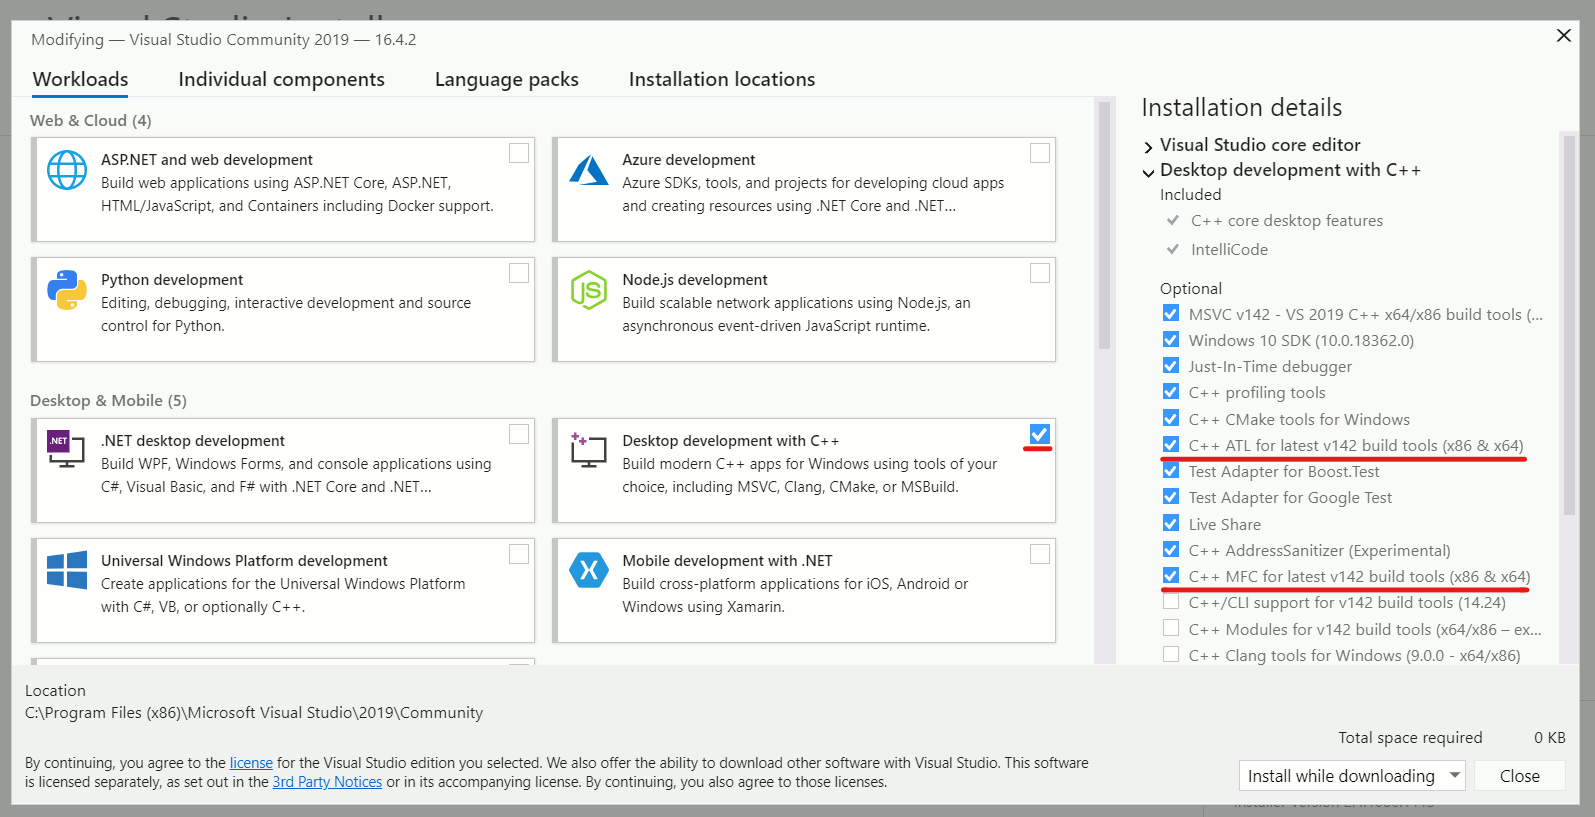 Modifying — Visual Studio Community 2019 — 16.4.2
Workloads
Individual components
Language packs
Installation locations
Web & Cloud (4)
ASP.NET and web development
Build web applications using ASP.NET Core, ASP.NET,
HTML/JavaScript, and Containers including Docker support.
Azure development
Azure SDKs, tools, and projects for developing cloud apps
and creating resources using .NET Core and .NET...
Python development
Editing, debugging, interactive development and source
control for Python.
Node.js development
Build scalable network applications using Node.js, an
asynchronous event-driven JavaScript runtime.
Desktop & Mobile (5)
.NET
.NET desktop development
Build WPF, Windows Forms, and console applications using
C#, Visual Basic, and F# with .NET Core and .NET...
Desktop development with C++
Build modern C++ apps for Windows using tools of your
choice, including MSVC, Clang, CMake, or MSBuild.
Universal Windows Platform development
Create applications for the Universal Windows Platform
with C#, VB, or optionally C++.
Mobile development with .NET
Build cross-platform applications for iOS, Android or
Windows using Xamarin.
Installation details
Visual Studio core editor
Desktop development with C++
Included
C++ core desktop features
IntelliCode
Optional
MSVC v142 - VS 2019 C++ x64/x86 build tools (...
Windows 10 SDK (10.0.18362.0)
Just-In-Time debugger
C++ profiling tools
C++ CMake tools for Windows
C++ ATL for latest v142 build tools (x86 & x64)
Test Adapter for Boost.Test
Test Adapter for Google Test
Live Share
C++ AddressSanitizer (Experimental)
C++ MFC for latest v142 build tools (x86 & x64)
C++/CLI support for v142 build tools (14.24)
C++ Modules for v142 build tools (x64/x86 – ex...
C++ Clang tools for Windows (9.0.0 - x64/x86)
Location
C:\Program Files (x86)\Microsoft Visual Studio\2019\Community
Total space required 0 KB
By continuing, you agree to the license for the Visual Studio edition you selected. We also offer the ability to download other software with Visual Studio. This software
is licensed separately, as set out in the 3rd Party Notices or in its accompanying license. By continuing, you also agree to those licenses.
Install while downloading
Close